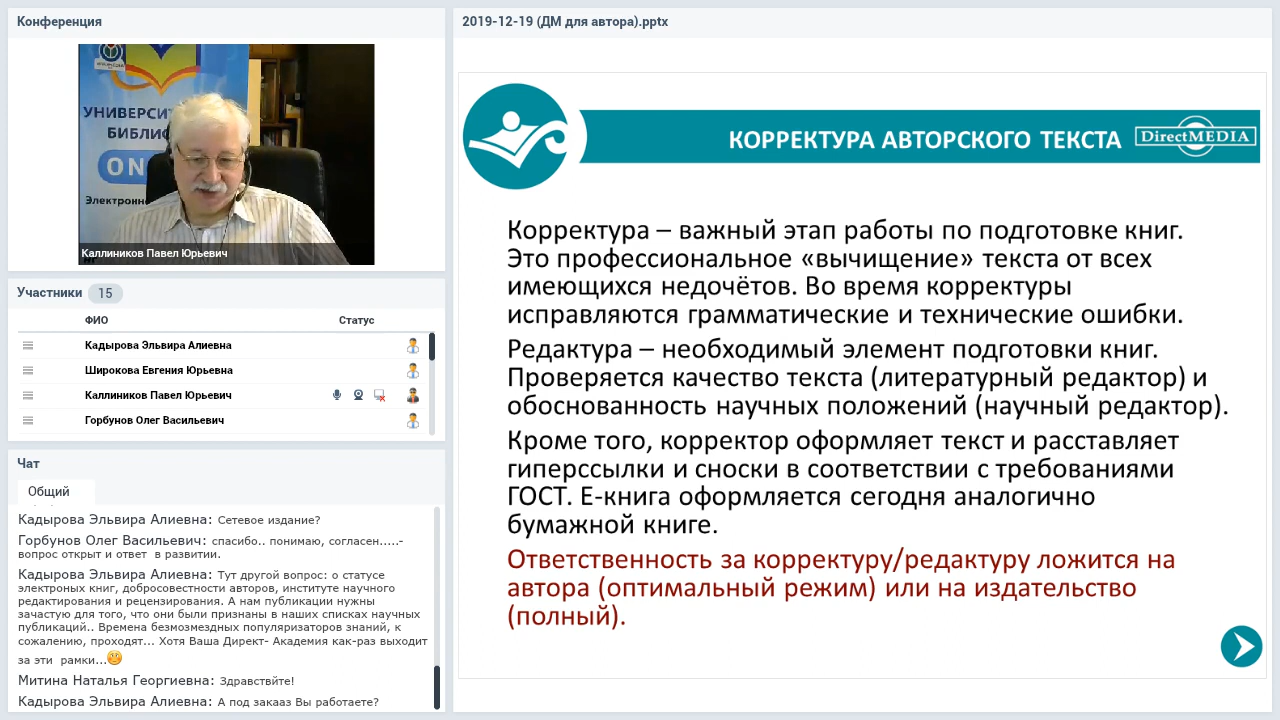 Конференция
УНИВЕРСИТ
БИБЛИО
ON
Электронно
Каллиников Павел Юрьевич
Участники 15
ФИО Статус
Кадырова Эльвира Алиевна
Широкова Евгения Юрьевна
Каллиников Павел Юрьевич
Горбунов Олег Васильевич
Чат
Общий
Кадырова Эльвира Алиевна: Сетевое издание?
Горбунов Олег Васильевич: спасибо.. понимаю, согласен.....-
вопрос открыт и ответ в развитии.
Кадырова Эльвира Алиевна: Тут другой вопрос: о статусе
электроных книг, добросовестности авторов, институте научного
редактирования и рецензирования. А нам публикации нужны
зачастую для того, что они были признаны в наших списках научных
публикаций.. Времена безмозмездных популяризаторов знаний, к
сожалению, проходят... Хотя Ваша Директ- Академия как-раз выходит
за эти рамки...
Митина Наталья Георгиевна: Здравствйте!
Кадырова Эльвира Алиевна: А под закааз Вы работаете?
2019-12-19 (ДМ для автора).pptx
КОРРЕКТУРА АВТОРСКОГО ТЕКСТА
DirectMEDIA
Корректура – важный этап работы по подготовке книг.
Это профессиональное «вычищение» текста от всех
имеющихся недочётов. Во время корректуры
исправляются грамматические и технические ошибки.
Редактура – необходимый элемент подготовки книг.
Проверяется качество текста (литературный редактор) и
обоснованность научных положений (научный редактор).
Кроме того, корректор оформляет текст и расставляет
гиперссылки и сноски в соответствии с требованиями
ГОСТ. Е-книга оформляется сегодня аналогично
бумажной книге.
Ответственность за корректуру/редактуру ложится на
автора (оптимальный режим) или на издательство
(полный).